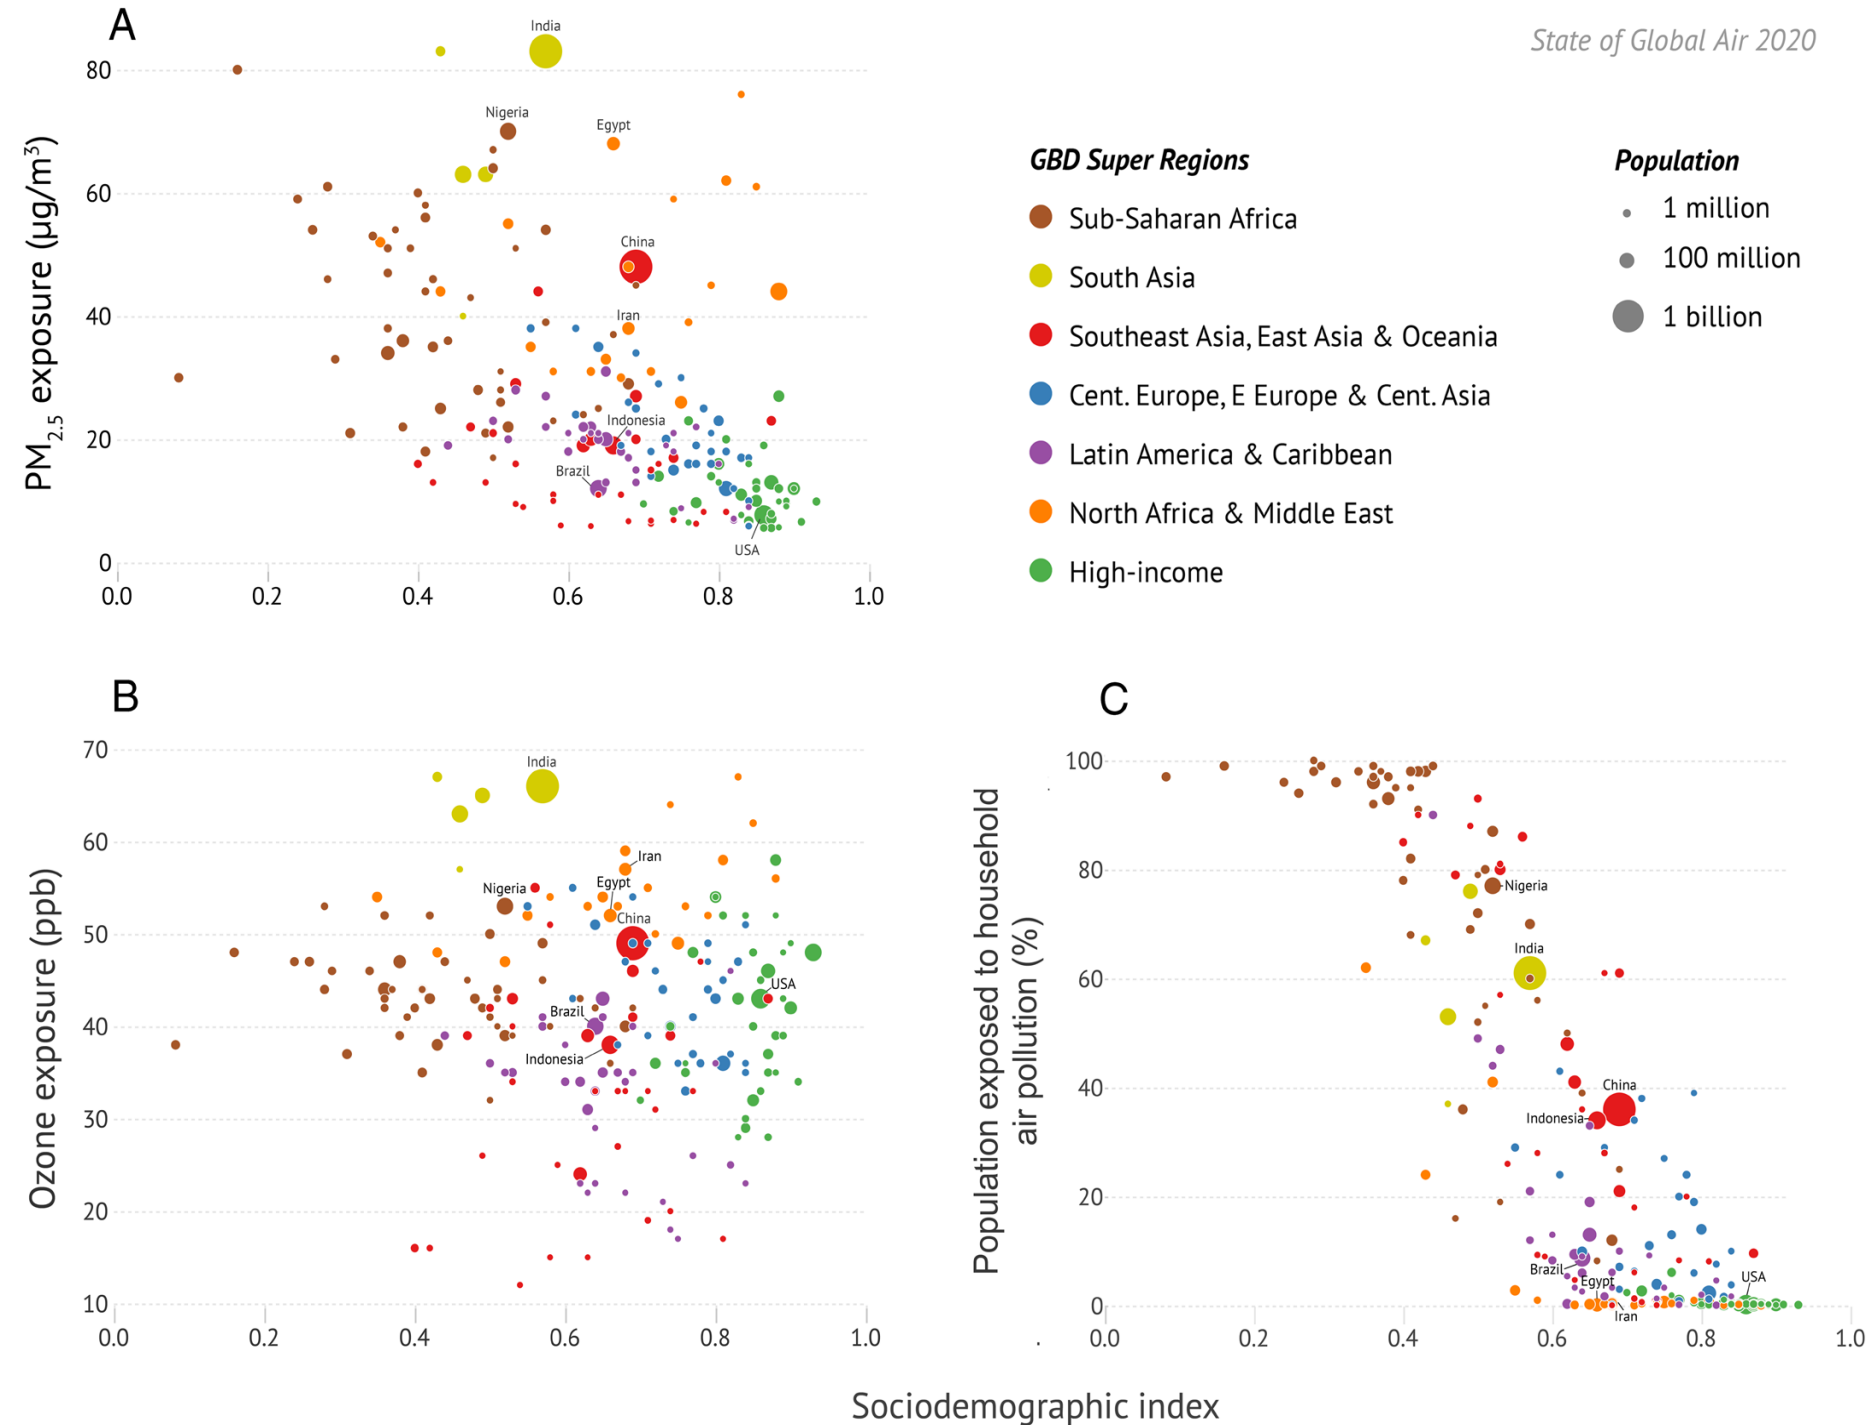 A
State of Global Air 2020
PM2.5 exposure (µg/m³)
80
60
40
20
0
0.0 0.2 0.4 0.6 0.8 1.0
India
Nigeria
Egypt
China
Iran
Indonesia
Brazil
USA
GBD Super Regions
Sub-Saharan Africa
South Asia
Southeast Asia, East Asia & Oceania
Cent. Europe, E Europe & Cent. Asia
Latin America & Caribbean
North Africa & Middle East
High-income
Population
1 million
100 million
1 billion
B
Ozone exposure (ppb)
70
60
50
40
30
20
10
0.0 0.2 0.4 0.6 0.8 1.0
India
Iran
Egypt
Nigeria
China
USA
Brazil
Indonesia
C
Population exposed to household
air pollution (%)
100
80
60
40
20
0
0.0 0.2 0.4 0.6 0.8 1.0
Nigeria
India
China
Indonesia
Brazil
Egypt
USA
Iran
Sociodemographic index